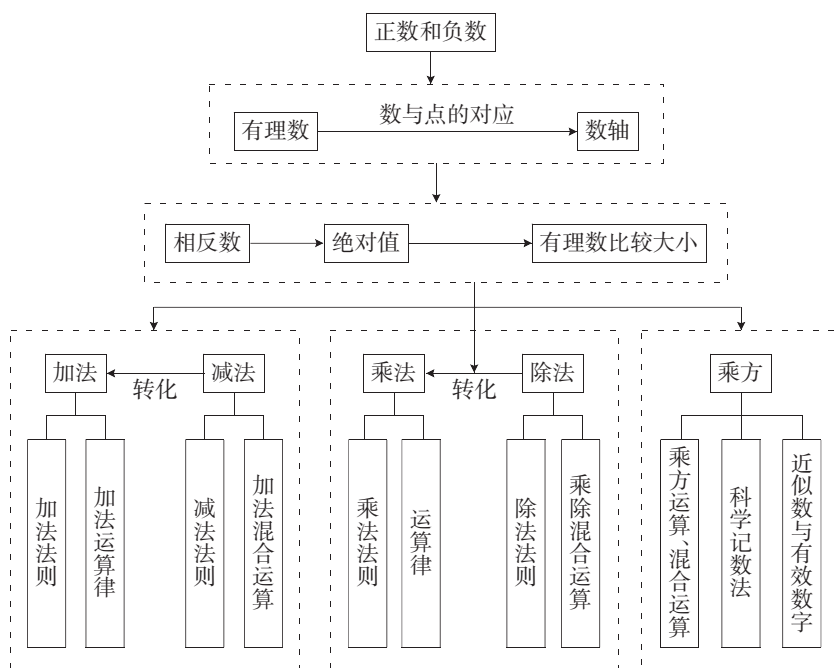 正数和负数
数与点的对应
有理数
数轴
相反数
绝对值
有理数比较大小
加法
减法
转化
乘法
除法
转化
乘方
加法法则
加法运算律
减法法则
加法混合运算
乘法法则
运算律
除法法则
乘除混合运算
乘方运算、混合运算
科学记数法
近似数与有效数字